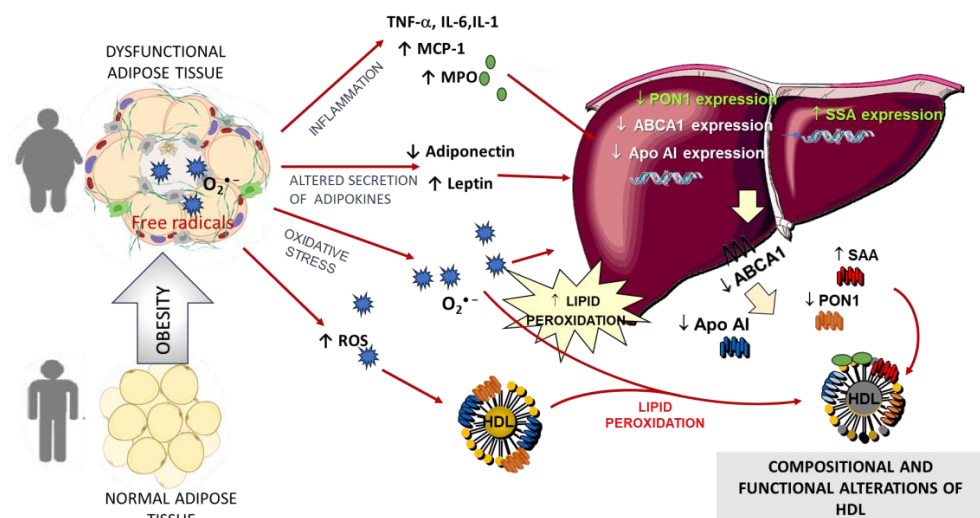 DYSFUNCTIONAL
ADIPOSE TISSUE
O₂•−
Free radicals
OBESITY
NORMAL ADIPOSE
TISSUE
INFLAMMATION
TNF-α, IL-6,IL-1
↑ MCP-1
↑ MPO
ALTERED SECRETION
OF ADIPOKINES
↓ Adiponectin
↑ Leptin
OXIDATIVE
STRESS
O₂•−
↑ ROS
↑ LIPID
PEROXIDATION
↓ PON1 expression
↓ ABCA1 expression
↓ Apo AI expression
↑ SSA expression
↓ ABCA1
↓ Apo AI
↑ SAA
↓ PON1
HDL
LIPID
PEROXIDATION
HDL
COMPOSITIONAL AND
FUNCTIONAL ALTERATIONS OF
HDL